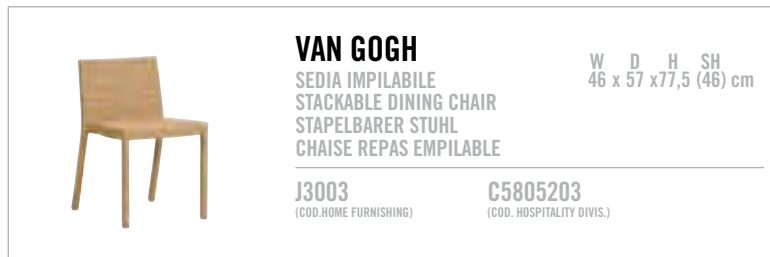 VAN GOGH
SEDIA IMPILABILE
STACKABLE DINING CHAIR
STAPELBARER STUHL
CHAISE REPAS EMPILABLE
W D H SH
46 x 57 x77,5 (46) cm
J3003
(COD.HOME FURNISHING)
C5805203
(COD. HOSPITALITY DIVIS.)